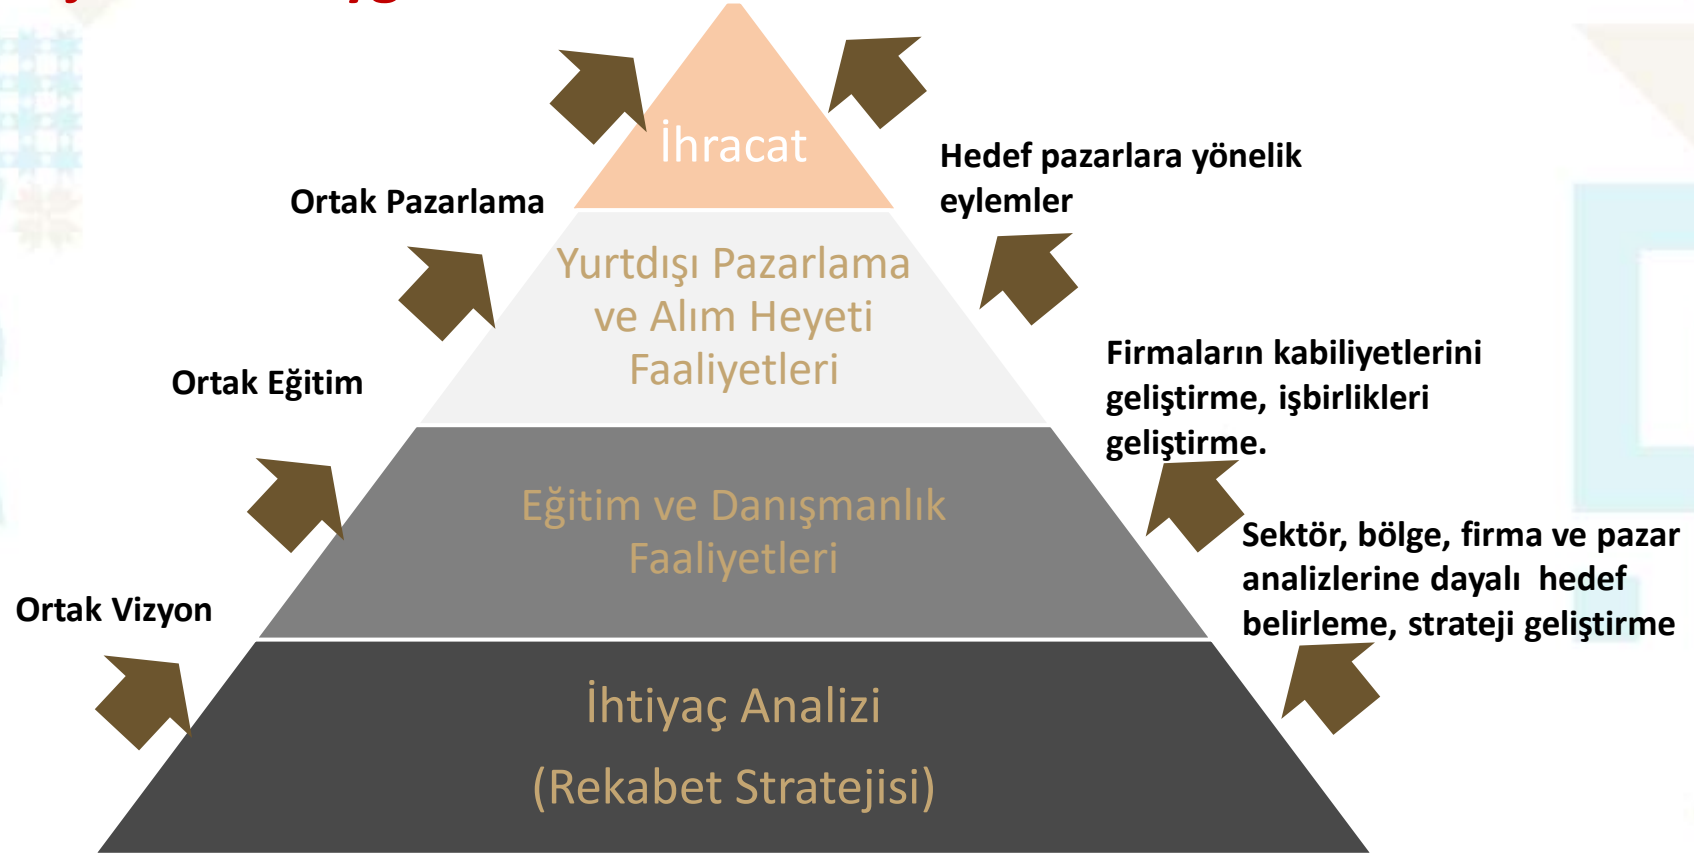 İhracat
Hedef pazarlara yönelik
eylemler
Ortak Pazarlama
Yurtdışı Pazarlama
ve Alım Heyeti
Faaliyetleri
Firmaların kabiliyetlerini
geliştirme, işbirlikleri
geliştirme.
Ortak Eğitim
Eğitim ve Danışmanlık
Faaliyetleri
Sektör, bölge, firma ve pazar
analizlerine dayalı hedef
belirleme, strateji geliştirme
Ortak Vizyon
İhtiyaç Analizi
(Rekabet Stratejisi)